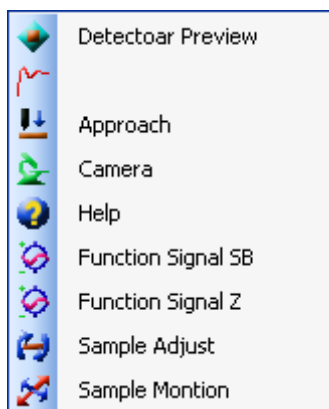 Detectoar Preview
Approach
Camera
Help
Function Signal SB
Function Signal Z
Sample Adjust
Sample Montion